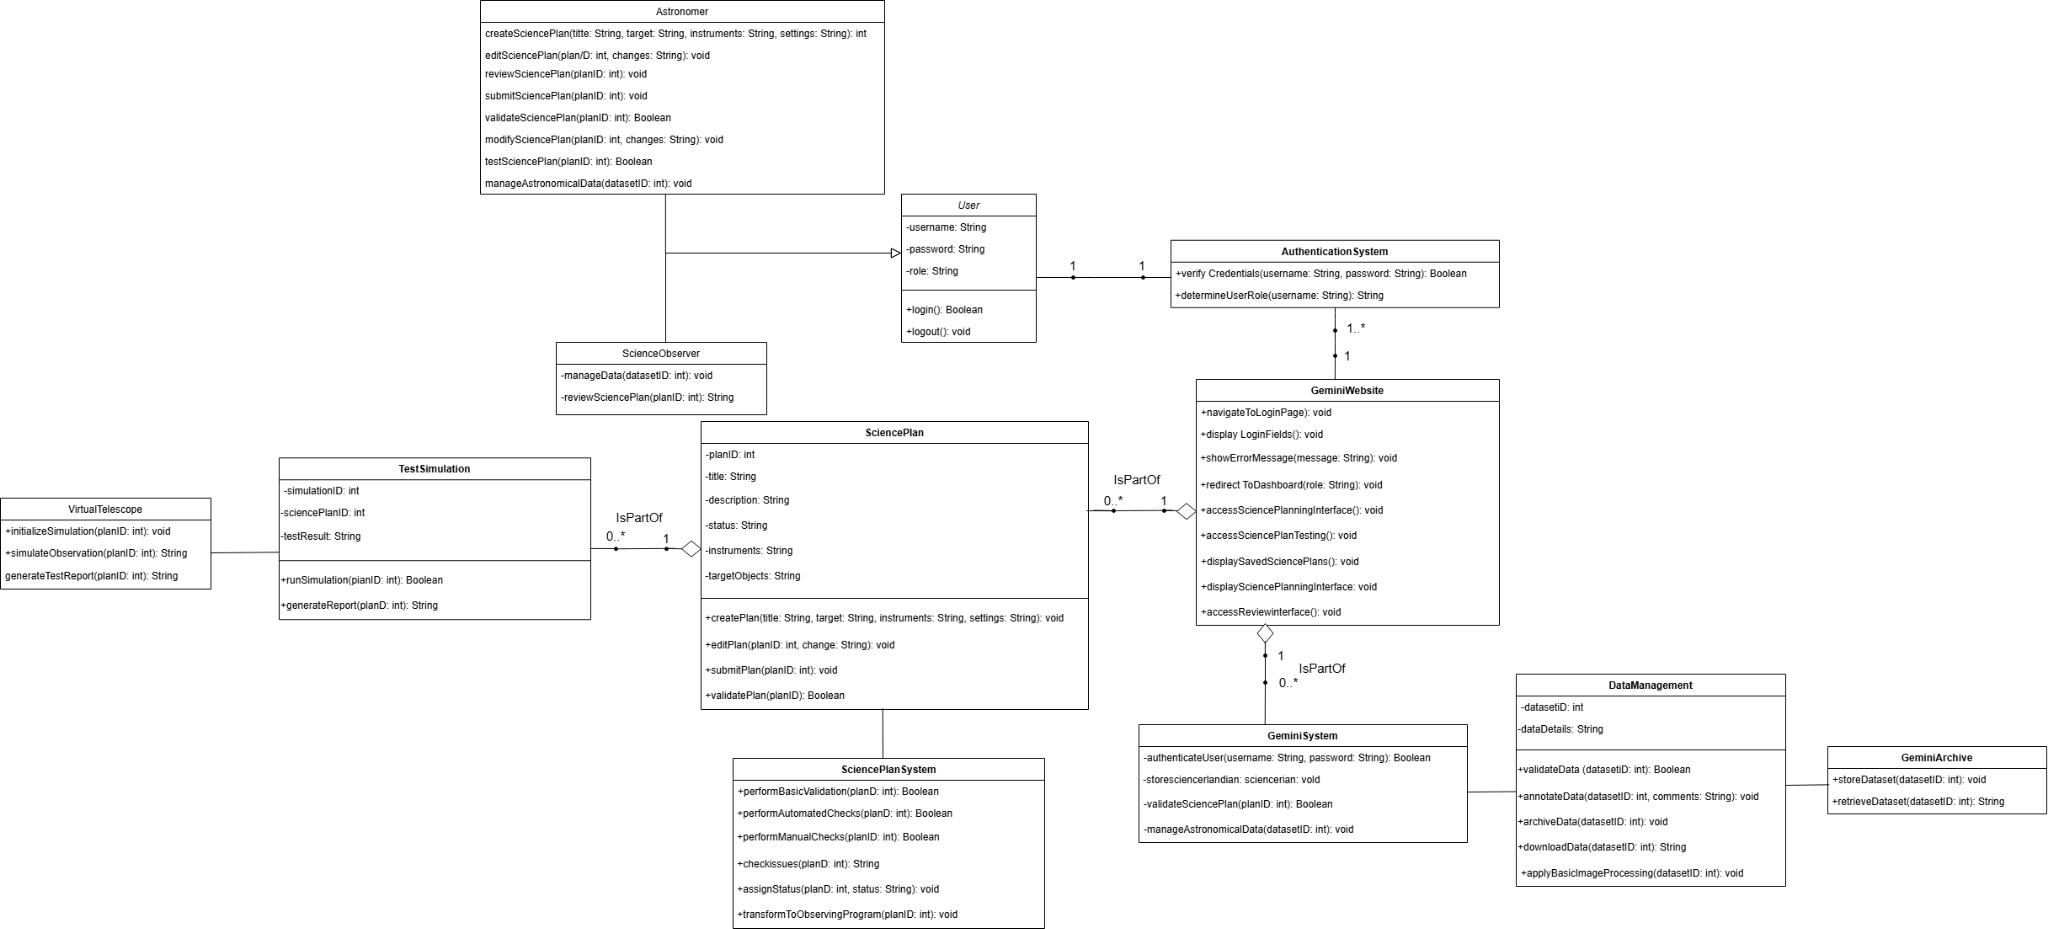 Astronomer
createSciencePlan(titte: String, target: String, instruments: String, settings: String): int
editSciencePlan(plan/D: int, changes: String): void
reviewSciencePlan(planID: int): void
submitSciencePlan(planID: int): void
validateSciencePlan(planID: int): Boolean
modifySciencePlan(planID: int, changes: String): void
testSciencePlan(planID: int): Boolean
manageAstronomicalData(datasetID: int): void
User
-username: String
-password: String
-role: String
+login(): Boolean
+logout(): void
1
1
AuthenticationSystem
+verify Credentials(username: String, password: String): Boolean
+determineUserRole(username: String): String
1..*
1
ScienceObserver
-manageData(datasetID: int): void
-reviewSciencePlan(planID: int): String
GeminiWebsite
+navigateToLoginPage): void
+display LoginFields(): void
+showErrorMessage(message: String): void
+redirect ToDashboard(role: String): void
+accessSciencePlanningInterface(): void
+accessSciencePlanTesting(): void
+displaySavedSciencePlans(): void
+displaySciencePlanningInterface: void
+accessReviewinterface(): void
SciencePlan
-planID: int
-title: String
-description: String
-status: String
-instruments: String
-targetObjects: String
+createPlan(title: String, target: String, instruments: String, settings: String): void
+editPlan(planID: int, change: String): void
+submitPlan(planID: int): void
+validatePlan(planID): Boolean
IsPartOf
0..*
1
TestSimulation
-simulationID: int
-sciencePlanID: int
-testResult: String
+runSimulation(pianID: int): Boolean
+generateReport(planD: int): String
IsPartOf
0..*
1
VirtualTelescope
+initializeSimulation(planID: int): void
+simulateObservation(planID: int): String
generateTestReport(planID: int): String
1
IsPartOf
0..*
SciencePlanSystem
+performBasicValidation(planD: int): Boolean
+performAutomatedChecks(planD: int): Boolean
+performManualChecks(planID: int): Boolean
+checkissues(planD: int): String
+assignStatus(planD: int, status: String): void
+transformToObservingProgram(planID: int): void
GeminiSystem
-authenticateUser(username: String, password: String): Boolean
-storesciencerlandian: sciencerian: vold
-validateSciencePlan(planID: int): Boolean
-manageAstronomicalData(datasetID: int): void
DataManagement
-datasetiD: int
-dataDetails: String
+validateData (datasetiD: int): Boolean
+annotateData(datasetID: int, comments: String): void
+archiveData(datasetID: int): void
+downloadData(datasetID: int): String
+applyBasicImageProcessing(datasetID: int): void
GeminiArchive
+storeDataset(datasetID: int): void
+retrieveDataset(datasetID: int): String